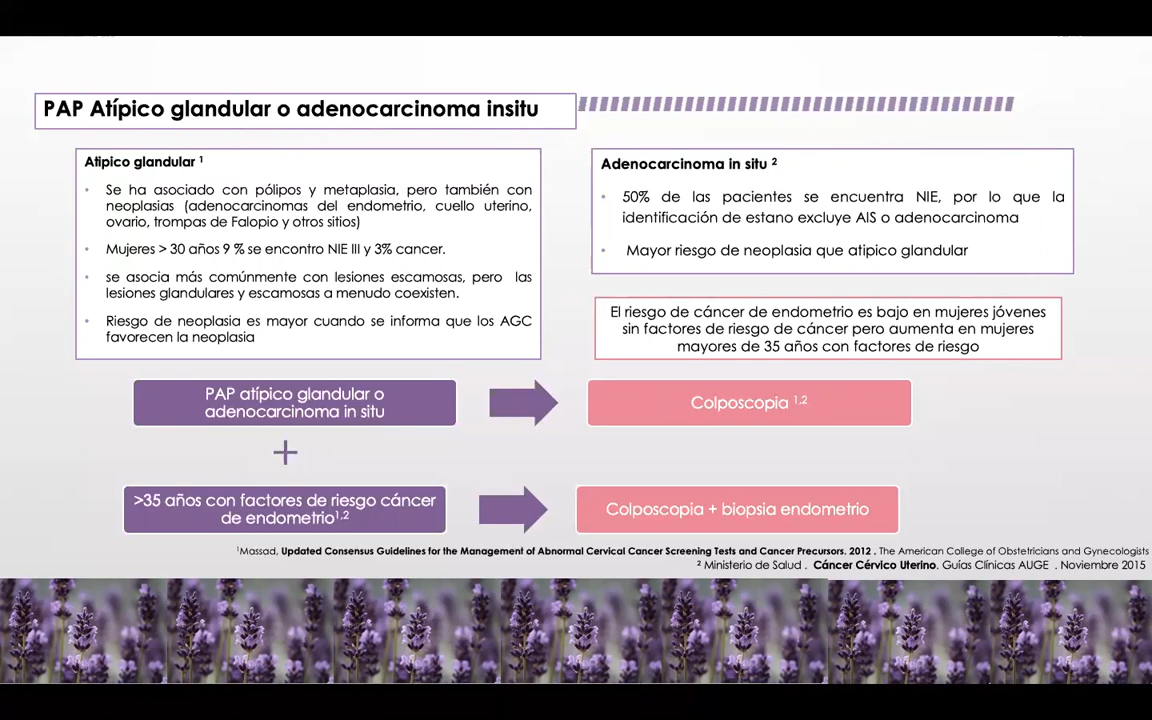 PAP Atípico glandular o adenocarcinoma insitu
Atipico glandular ¹
• Se ha asociado con pólipos y metaplasia, pero también con
neoplasias (adenocarcinomas del endometrio, cuello uterino,
ovario, trompas de Falopio y otros sitios)
• Mujeres > 30 años 9 % se encontro NIE III y 3% cancer.
• se asocia más comúnmente con lesiones escamosas, pero las
lesiones glandulares y escamosas a menudo coexisten.
• Riesgo de neoplasia es mayor cuando se informa que los AGC
favorecen la neoplasia
Adenocarcinoma in situ ²
• 50% de las pacientes se encuentra NIE, por lo que la
identificación de estano excluye AIS o adenocarcinoma
• Mayor riesgo de neoplasia que atipico glandular
El riesgo de cáncer de endometrio es bajo en mujeres jóvenes
sin factores de riesgo de cáncer pero aumenta en mujeres
mayores de 35 años con factores de riesgo
PAP atípico glandular o
adenocarcinoma in situ
Colposcopia ¹,²
+
>35 años con factores de riesgo cáncer
de endometrio¹,²
Colposcopia + biopsia endometrio
¹Massad, Updated Consensus Guidelines for the Management of Abnormal Cervical Cancer Screening Tests and Cancer Precursors. 2012 . The American College of Obstetricians and Gynecologists
² Ministerio de Salud . Cáncer Cérvico Uterino, Guías Clínicas AUGE . Noviembre 2015